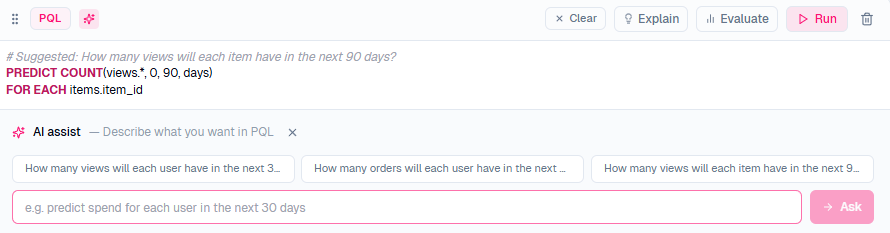 PQL
Clear
Explain
Evaluate
Run
# Suggested: How many views will each item have in the next 90 days?
PREDICT COUNT(views.*, 0, 90, days)
FOR EACH items.item_id
AI assist — Describe what you want in PQL
How many views will each user have in the next 3...
How many orders will each user have in the next ...
How many views will each item have in the next 9...
e.g. predict spend for each user in the next 30 days
Ask